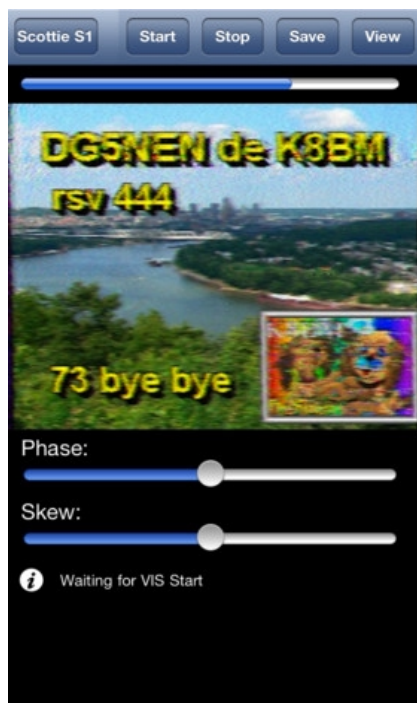 Scottie S1 Start Stop Save View
DG5NEN de K8BM
rsv 444
73 bye bye
Phase:
Skew:
i Waiting for VIS Start